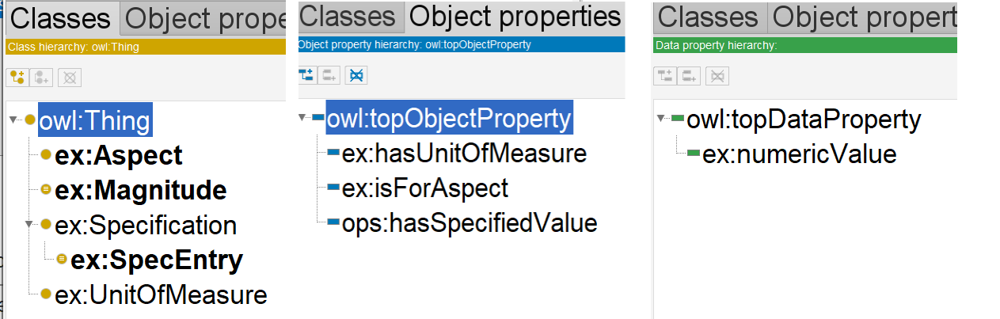 Classes Object prope
Class hierarchy: owl:Thing
owl:Thing
ex:Aspect
ex:Magnitude
ex:Specification
ex:SpecEntry
ex:UnitOfMeasure
Classes Object properties
Object property hierarchy: owl:topObjectProperty
owl:topObjectProperty
ex:hasUnitOfMeasure
ex:isForAspect
ops:hasSpecifiedValue
Classes Object propert
Data property hierarchy:
owl:topDataProperty
ex:numericValue